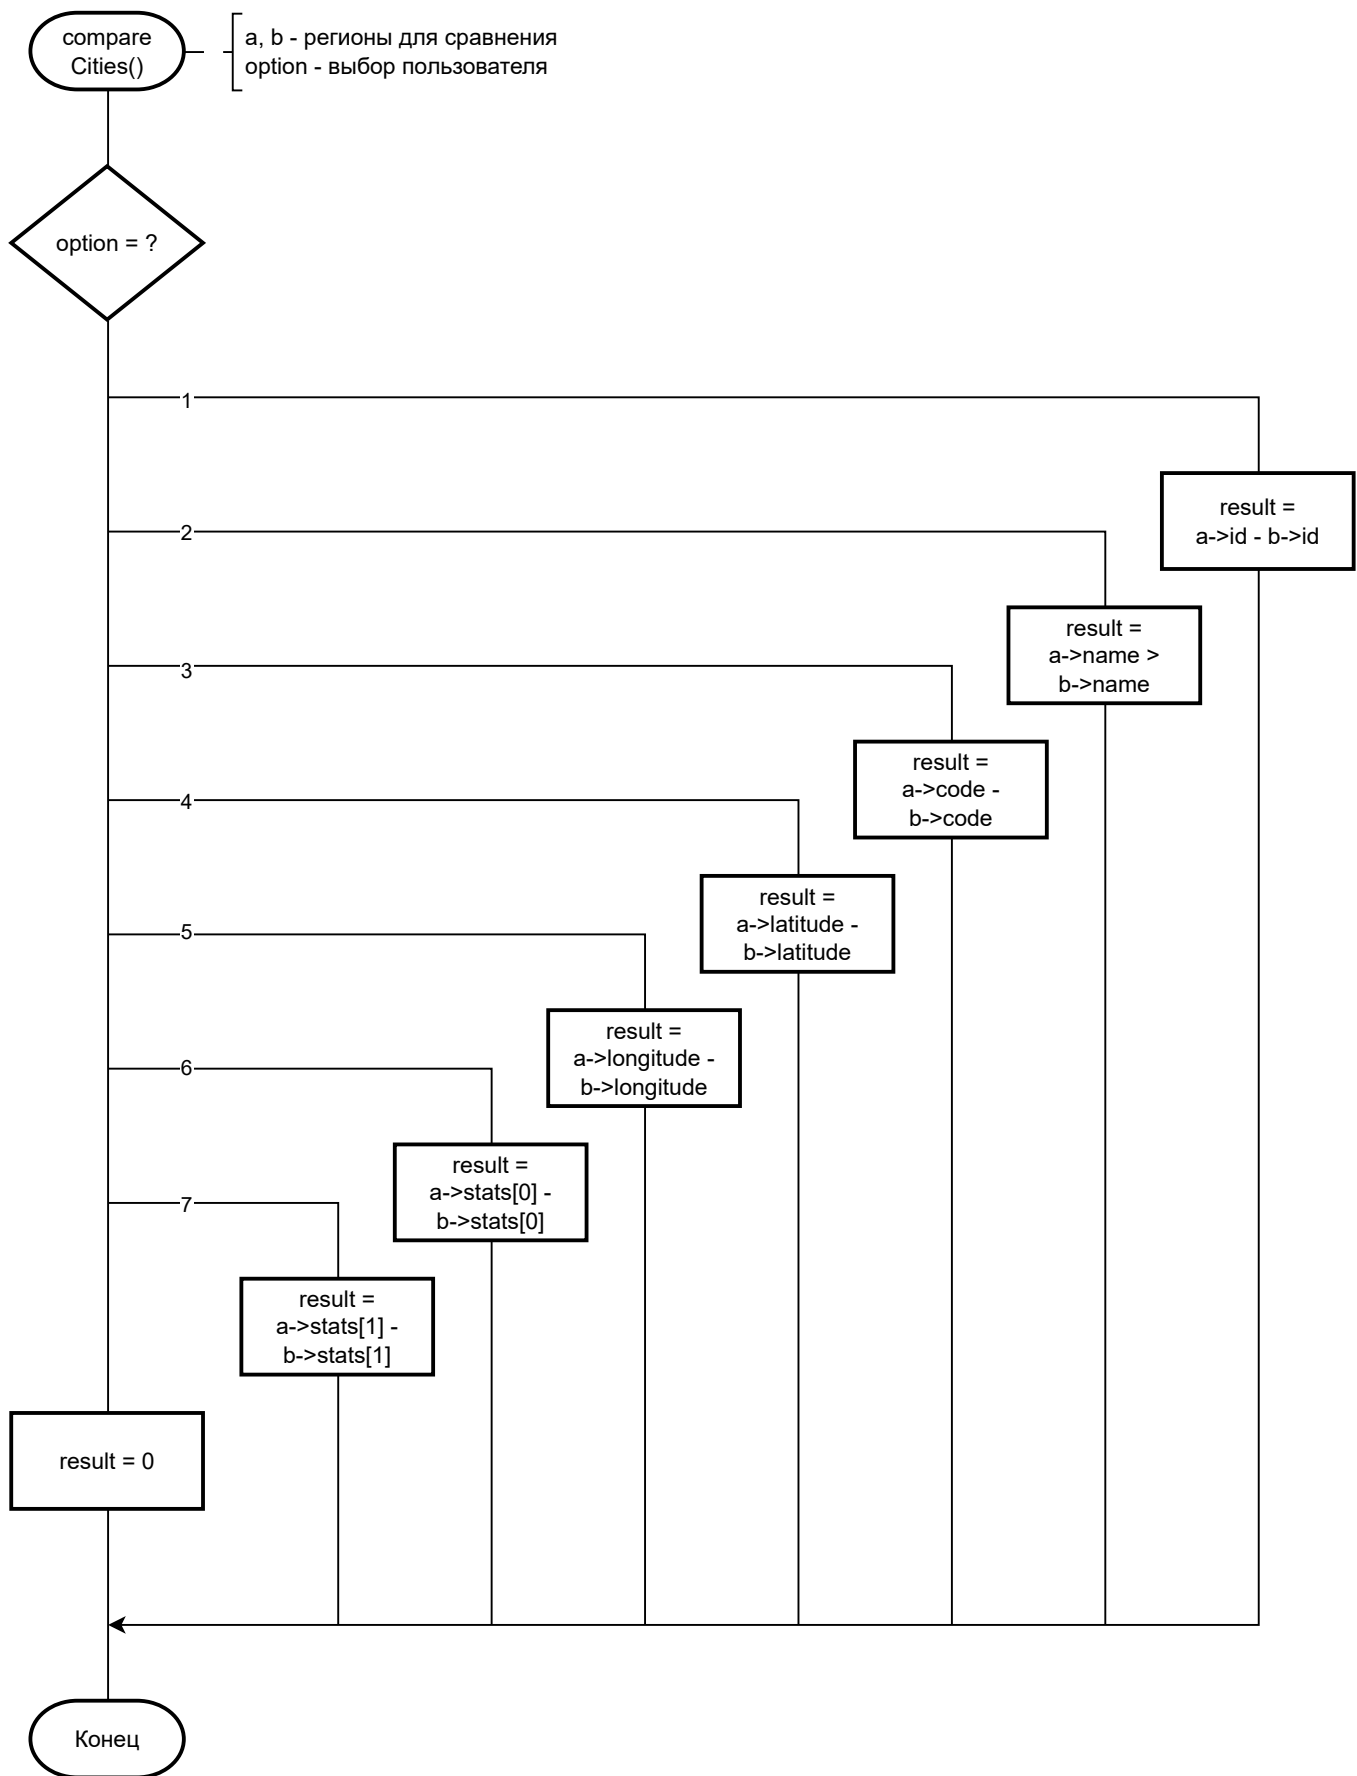 compare
Cities()
a, b - регионы для сравнения
option - выбор пользователя
option = ?
1
result =
a->id - b->id
2
result =
a->name >
b->name
3
result =
a->code -
b->code
4
result =
a->latitude -
b->latitude
5
result =
a->longitude -
b->longitude
6
result =
a->stats[0] -
b->stats[0]
7
result =
a->stats[1] -
b->stats[1]
result = 0
Конец